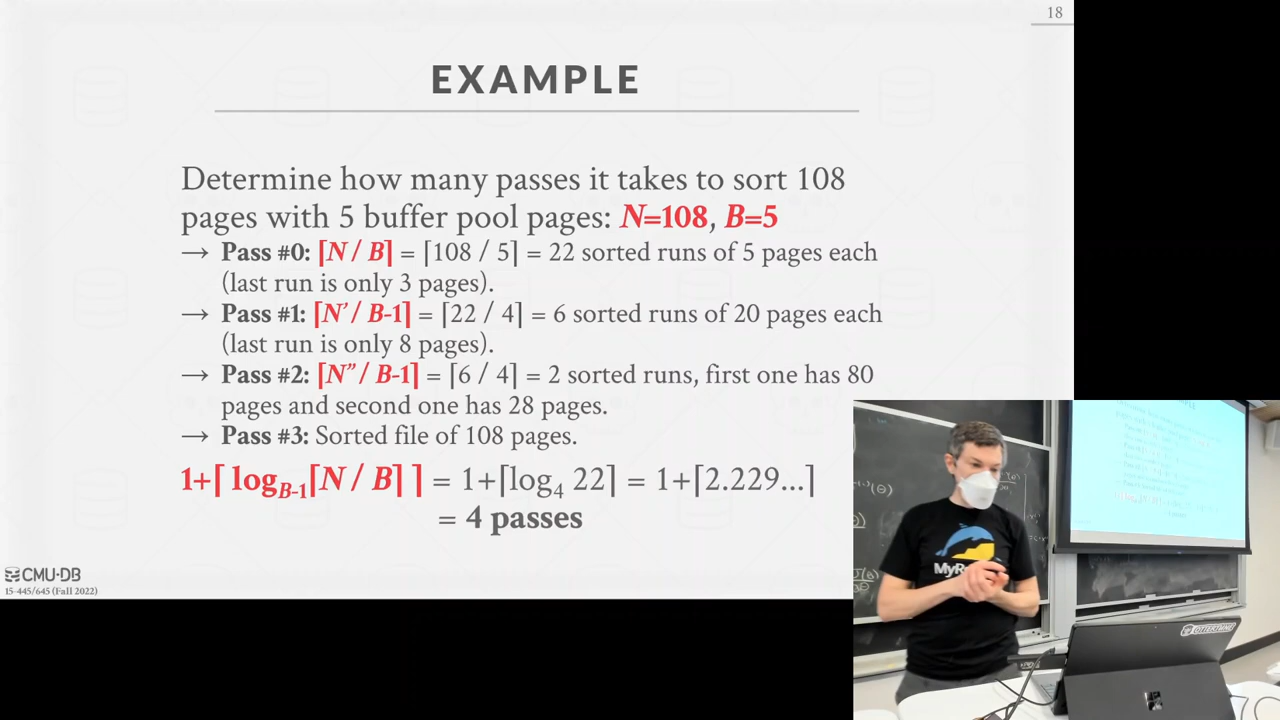 18
EXAMPLE
Determine how many passes it takes to sort 108
pages with 5 buffer pool pages: N=108, B=5
→ Pass #0: ⌈N / B⌉ = ⌈108 / 5⌉ = 22 sorted runs of 5 pages each
(last run is only 3 pages).
→ Pass #1: ⌈N’ / B-1⌉ = ⌈22 / 4⌉ = 6 sorted runs of 20 pages each
(last run is only 8 pages).
→ Pass #2: ⌈N” / B-1⌉ = ⌈6 / 4⌉ = 2 sorted runs, first one has 80
pages and second one has 28 pages.
→ Pass #3: Sorted file of 108 pages.
1+⌈ log_{B-1}⌈N / B⌉ ⌉ = 1+⌈log₄ 22⌉ = 1+⌈2.229...⌉
= 4 passes
CMU·DB
15-445/645 (Fall 2022)